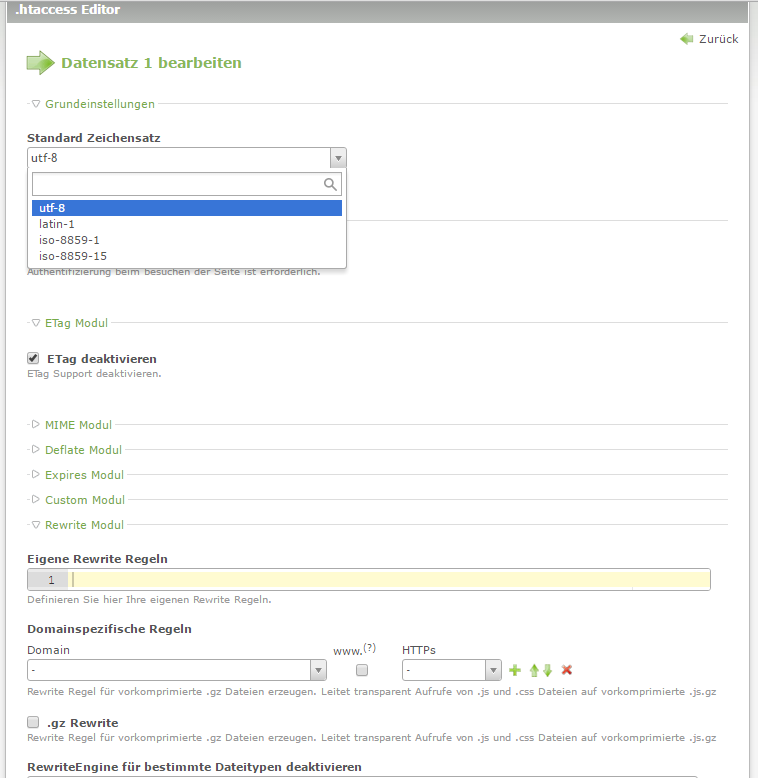 .htaccess Editor
Zurück
Datensatz 1 bearbeiten
Grundeinstellungen
Standard Zeichensatz
utf-8
utf-8
latin-1
iso-8859-1
iso-8859-15
Authentifizierung beim besuchen der Seite ist erforderlich.
ETag Modul
ETag deaktivieren
ETag Support deaktivieren.
MIME Modul
Deflate Modul
Expires Modul
Custom Modul
Rewrite Modul
Eigene Rewrite Regeln
1
Definieren Sie hier Ihre eigenen Rewrite Regeln.
Domainspezifische Regeln
Domain www.(?) HTTPs
- -
Rewrite Regel für vorkomprimierte .gz Dateien erzeugen. Leitet transparent Aufrufe von .js und .css Dateien auf vorkomprimierte .js.gz
.gz Rewrite
Rewrite Regel für vorkomprimierte .gz Dateien erzeugen. Leitet transparent Aufrufe von .js und .css Dateien auf vorkomprimierte .js.gz
RewriteEngine für bestimmte Dateitypen deaktivieren